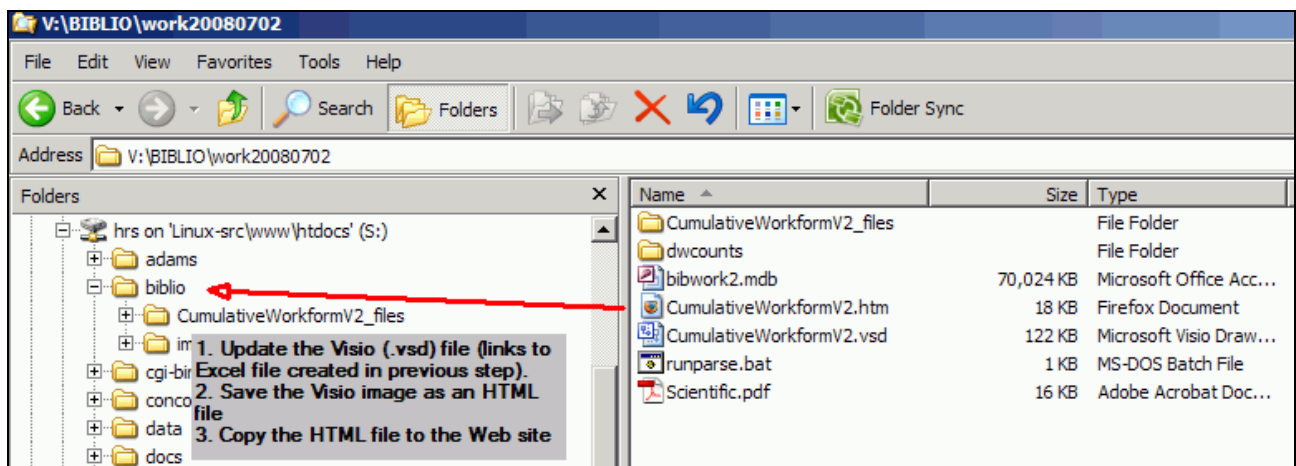 V:\BIBLIO\work20080702
File Edit View Favorites Tools Help
Back Search Folders Folder Sync
Address V:\BIBLIO\work20080702
Folders X
hrs on 'Linux-src\www\htdocs' (S:)
adams
biblio
CumulativeWorkformV2_files
im
cgi-bin
conco
data
docs
1. Update the Visio (.vsd) file (links to
Excel file created in previous step).
2. Save the Visio image as an HTML
file
3. Copy the HTML file to the Web site
Name Size Type
CumulativeWorkformV2_files File Folder
dwcounts File Folder
bibwork2.mdb 70,024 KB Microsoft Office Acc...
CumulativeWorkformV2.htm 18 KB Firefox Document
CumulativeWorkformV2.vsd 122 KB Microsoft Visio Draw...
runparse.bat 1 KB MS-DOS Batch File
Scientific.pdf 16 KB Adobe Acrobat Doc...